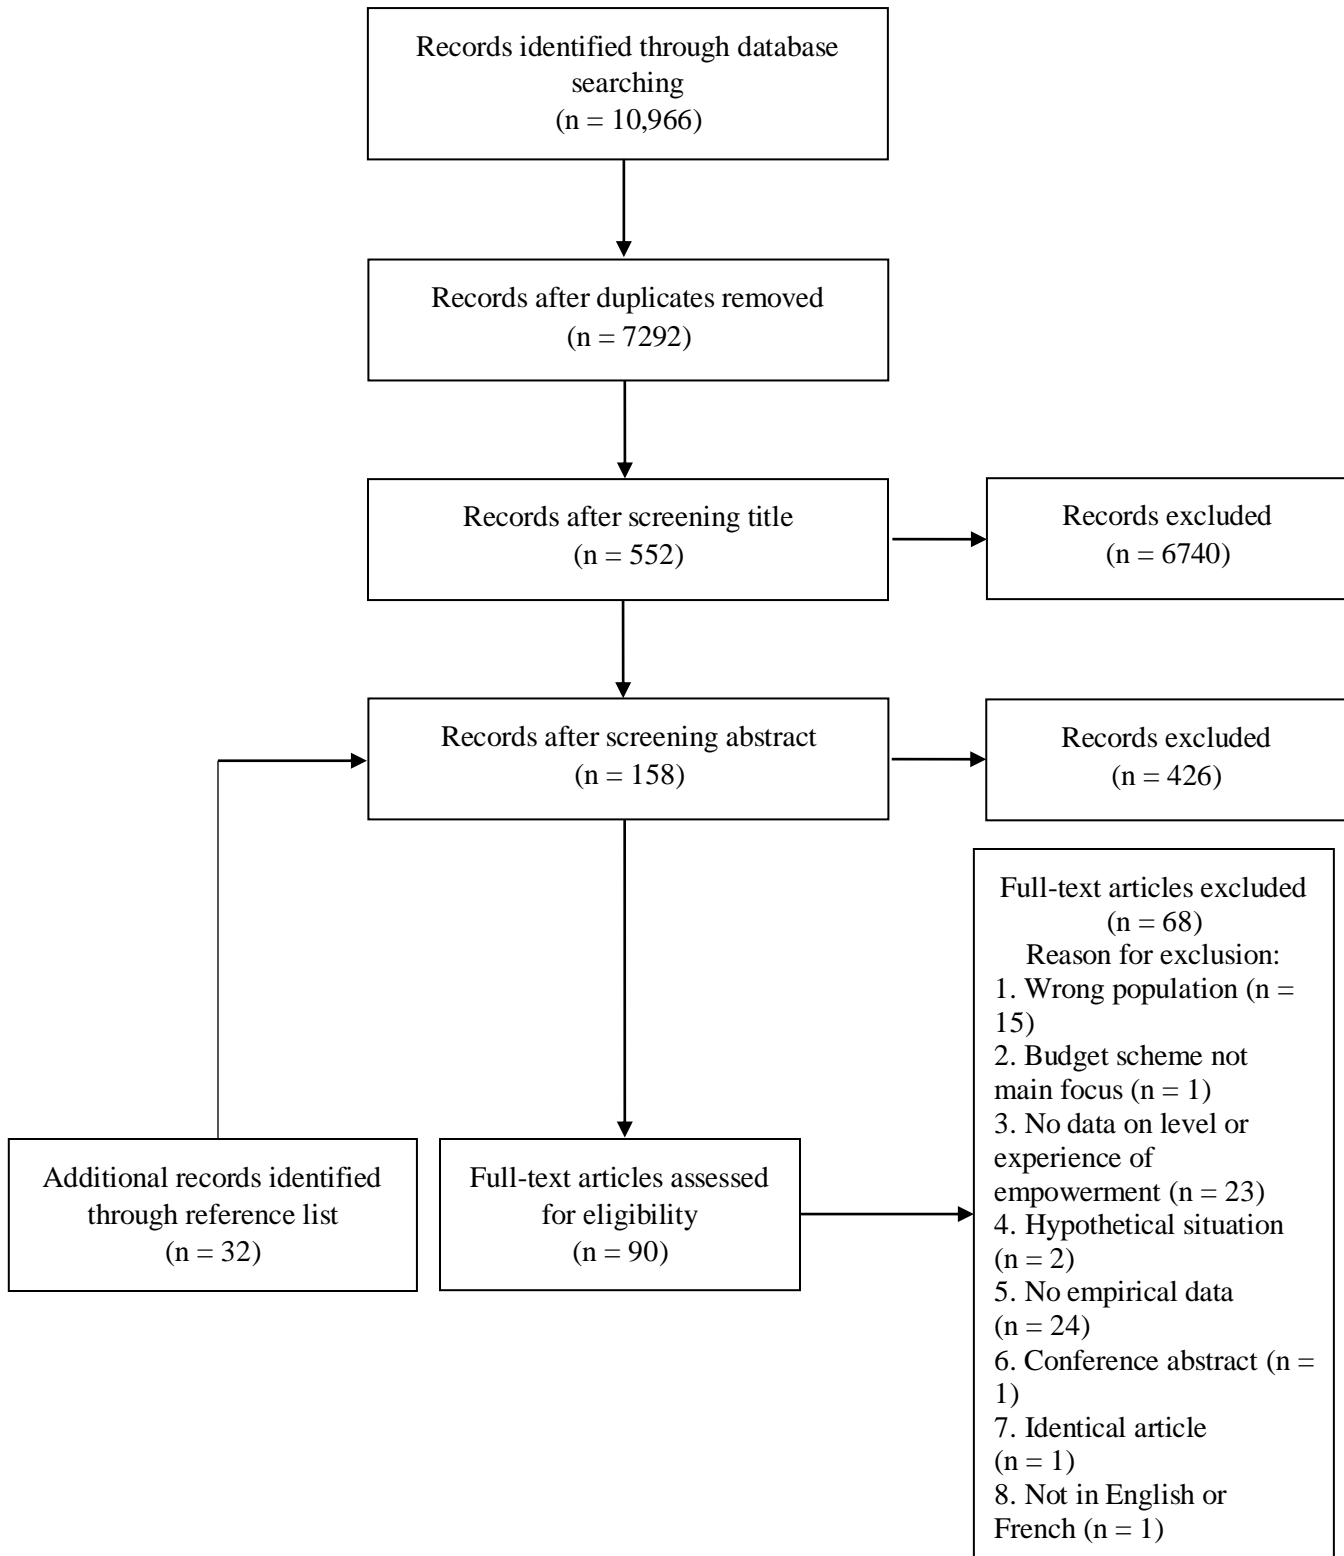 Records identified through database
searching
(n = 10,966)
Records after duplicates removed
(n = 7292)
Records after screening title
(n = 552)
Records excluded
(n = 6740)
Records after screening abstract
(n = 158)
Records excluded
(n = 426)
Additional records identified
through reference list
(n = 32)
Full-text articles assessed
for eligibility
(n = 90)
Full-text articles excluded
(n = 68)
Reason for exclusion:
1. Wrong population (n =
15)
2. Budget scheme not
main focus (n = 1)
3. No data on level or
experience of
empowerment (n = 23)
4. Hypothetical situation
(n = 2)
5. No empirical data
(n = 24)
6. Conference abstract (n =
1)
7. Identical article
(n = 1)
8. Not in English or
French (n = 1)